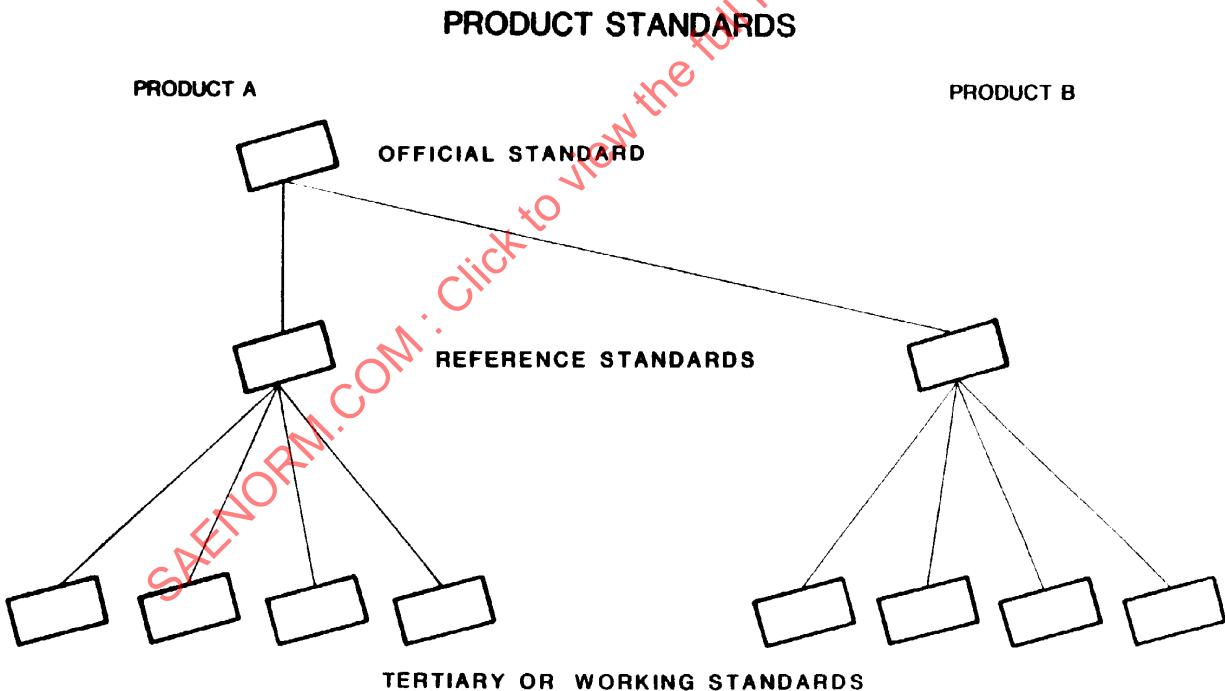 PRODUCT STANDARDS
PRODUCT A
PRODUCT B
OFFICIAL STANDARD
REFERENCE STANDARDS
TERTIARY OR WORKING STANDARDS
SAENORM.COM : Click to view the full